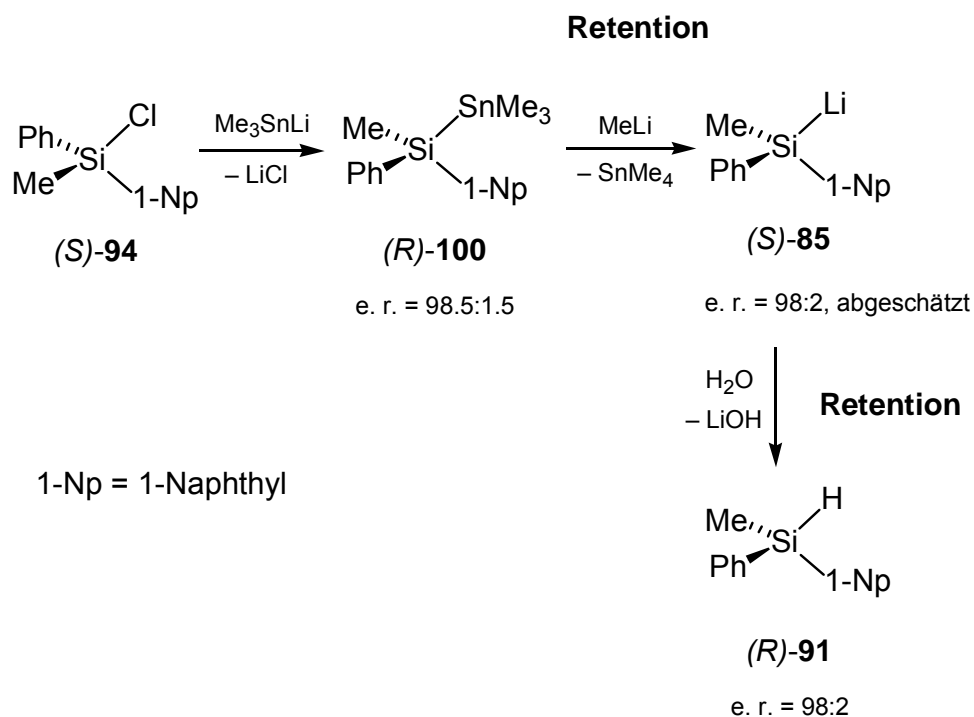 Retention
Ph
Si
Cl
Me
1-Np
(S)-94
Me₃SnLi
– LiCl
Me
SnMe₃
Si
Ph
1-Np
(R)-100
e. r. = 98.5:1.5
MeLi
– SnMe₄
Me
Li
Si
Ph
1-Np
(S)-85
e. r. = 98:2, abgeschätzt
H₂O
– LiOH
Retention
1-Np = 1-Naphthyl
Me
H
Si
Ph
1-Np
(R)-91
e. r. = 98:2